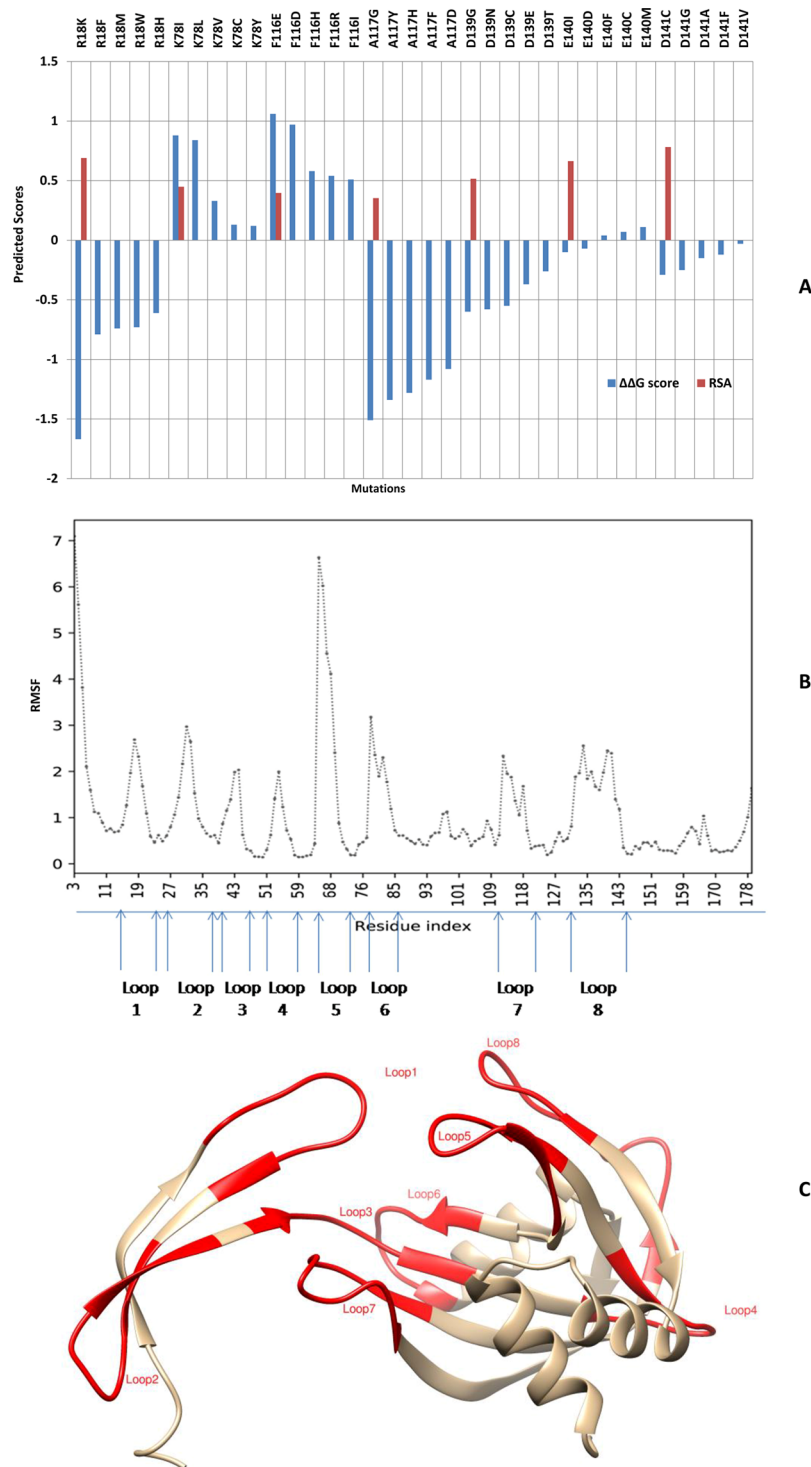 R18K R18F R18M R18W R18H K78I K78L K78V K78C K78Y F116E F116D F116H F116R F116I A117G A117Y A117H A117F A117D D139G D139N D139C D139E D139T E140I E140D E140F E140C E140M D141C D141G D141A D141F D141V
1.5
1
0.5
0
-0.5
-1
-1.5
-2
Predicted Scores
ΔΔG score RSA
Mutations
A
7
6
5
4
3
2
1
0
RMSF
B
3 11 19 27 35 43 51 60 68 76 85 93 101 109 118 127 135 145 151 159 170 178
Residue index
Loop Loop Loop Loop Loop Loop Loop Loop
1 2 3 4 5 6 7 8
Loop8
Loop1
Loop5
C
Loop6
Loop3
Loop7
Loop4
Loop2